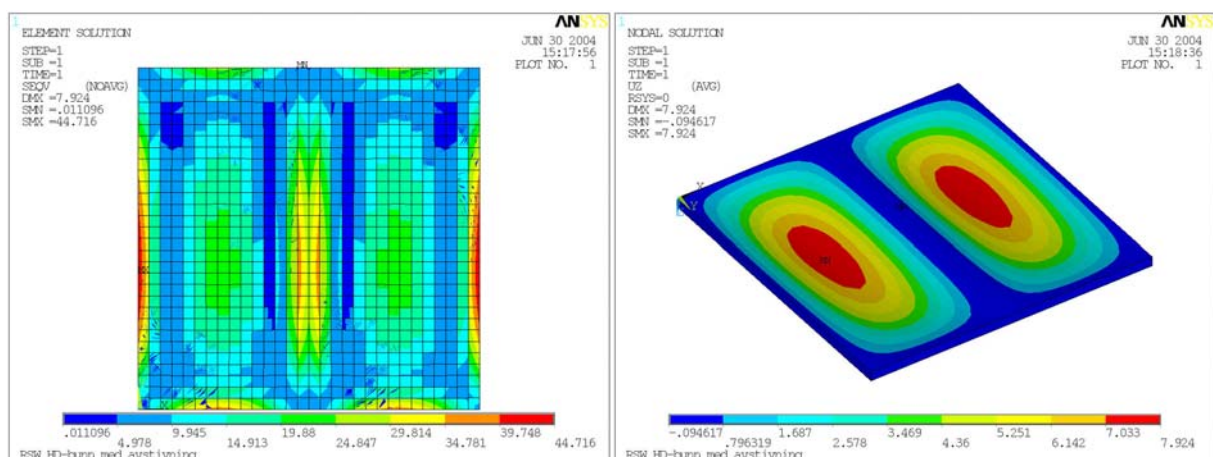 1
ANSYS
ELEMENT SOLUTION
JUN 30 2004
15:17:56
PLOT NO. 1
STEP=1
SUB =1
TIME=1
SEQV (NOAVG)
DMX =7.924
SMN =.011096
SMX =44.716
MN
MX
X
.011096 9.945 19.88 29.814 39.748
4.978 14.913 24.847 34.781 44.716
RSW HD-bunn med avstivning
1
ANSYS
NODAL SOLUTION
JUN 30 2004
15:18:36
PLOT NO. 1
STEP=1
SUB =1
TIME=1
UZ (AVG)
RSYS=0
DMX =7.924
SMN =-.094617
SMX =7.924
X
Y
MX
-.094617 1.687 3.469 5.251 7.033
.796319 2.578 4.36 6.142 7.924
RSW HD-bunn med avstivning